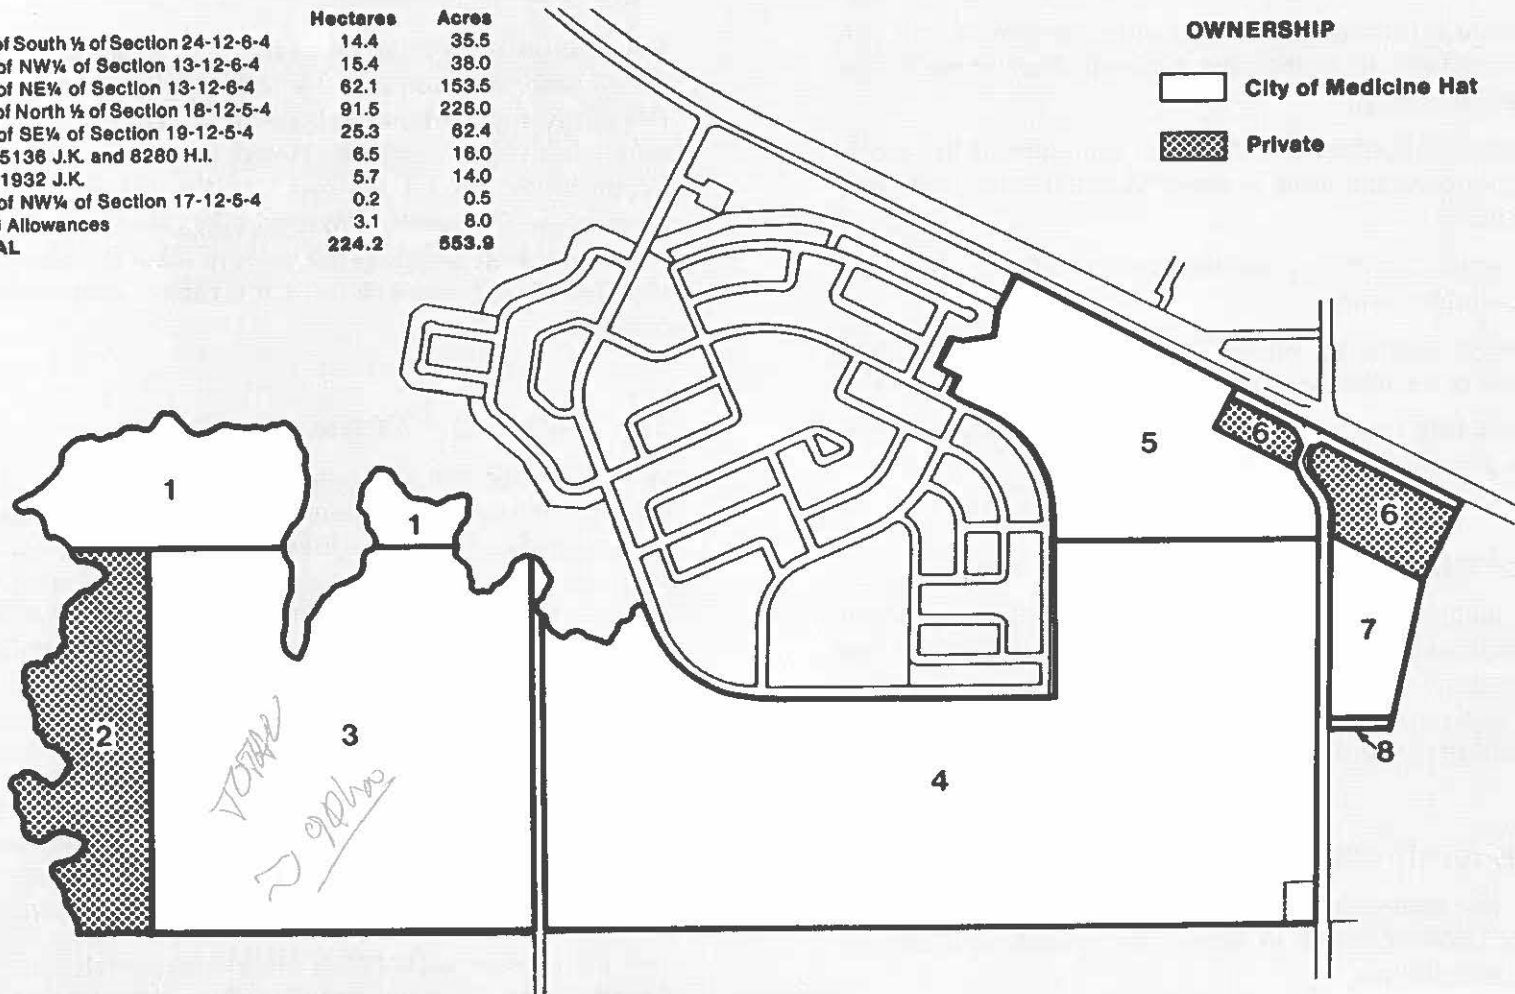 Hectares Acres
of South ½ of Section 24-12-6-4 14.4 35.5
of NW¼ of Section 13-12-6-4 15.4 38.0
of NE¼ of Section 13-12-6-4 62.1 153.5
of North ½ of Section 18-12-5-4 91.5 226.0
of SE¼ of Section 19-12-5-4 25.3 62.4
5136 J.K. and 8280 H.I. 6.5 16.0
1932 J.K. 5.7 14.0
of NW¼ of Section 17-12-5-4 0.2 0.5
Allowances 3.1 8.0
AL 224.2 553.9
OWNERSHIP
City of Medicine Hat
Private
1
1
2
3
4
5
6
6
7
8
TOTAL